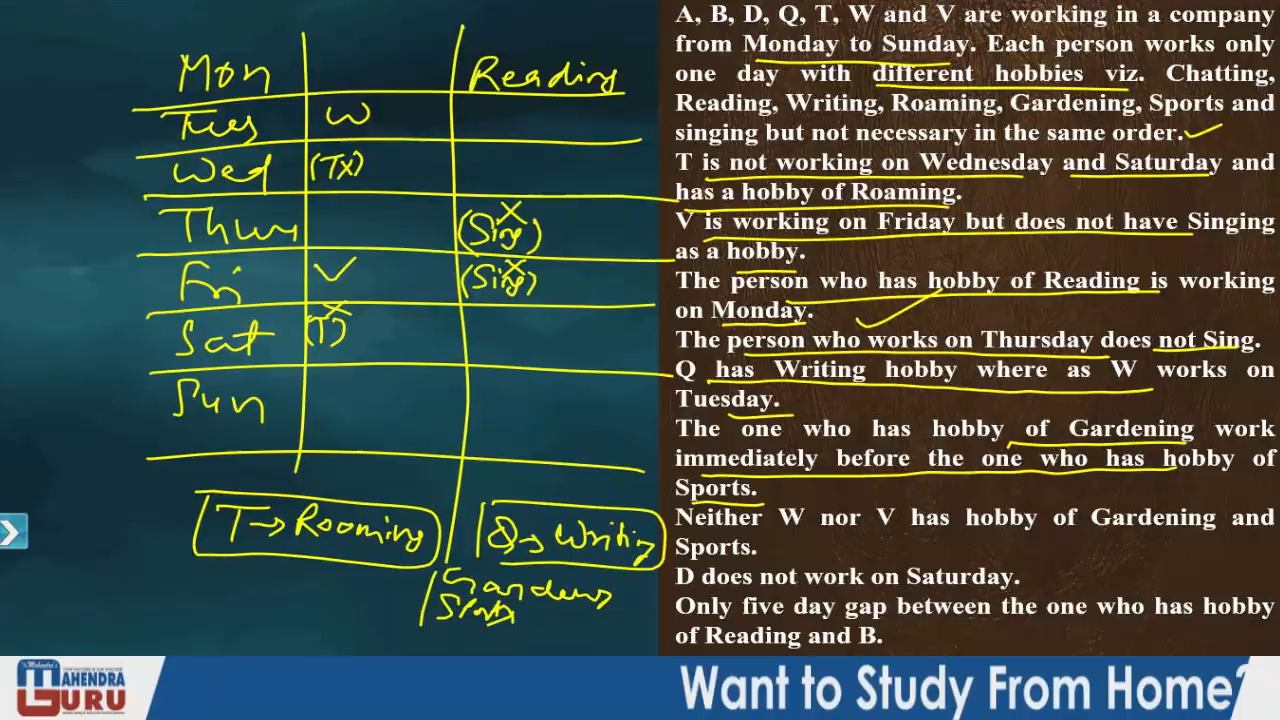 A, B, D, Q, T, W and V are working in a company
from Monday to Sunday. Each person works only
one day with different hobbies viz. Chatting,
Reading, Writing, Roaming, Gardening, Sports and
singing but not necessary in the same order.
T is not working on Wednesday and Saturday and
has a hobby of Roaming.
V is working on Friday but does not have Singing
as a hobby.
The person who has hobby of Reading is working
on Monday.
The person who works on Thursday does not Sing.
Q has Writing hobby where as W works on
Tuesday.
The one who has hobby of Gardening work
immediately before the one who has hobby of
Sports.
Neither W nor V has hobby of Gardening and
Sports.
D does not work on Saturday.
Only five day gap between the one who has hobby
of Reading and B.
Mon Reading
Tues W
Wed (Tx)
Thur (Sing)
Fri V (Sing)
Sat (T)
Sun
T→Rooming
Q→Writing
Mahendra's
MAHENDRA
GURU
Want to Study From Home?